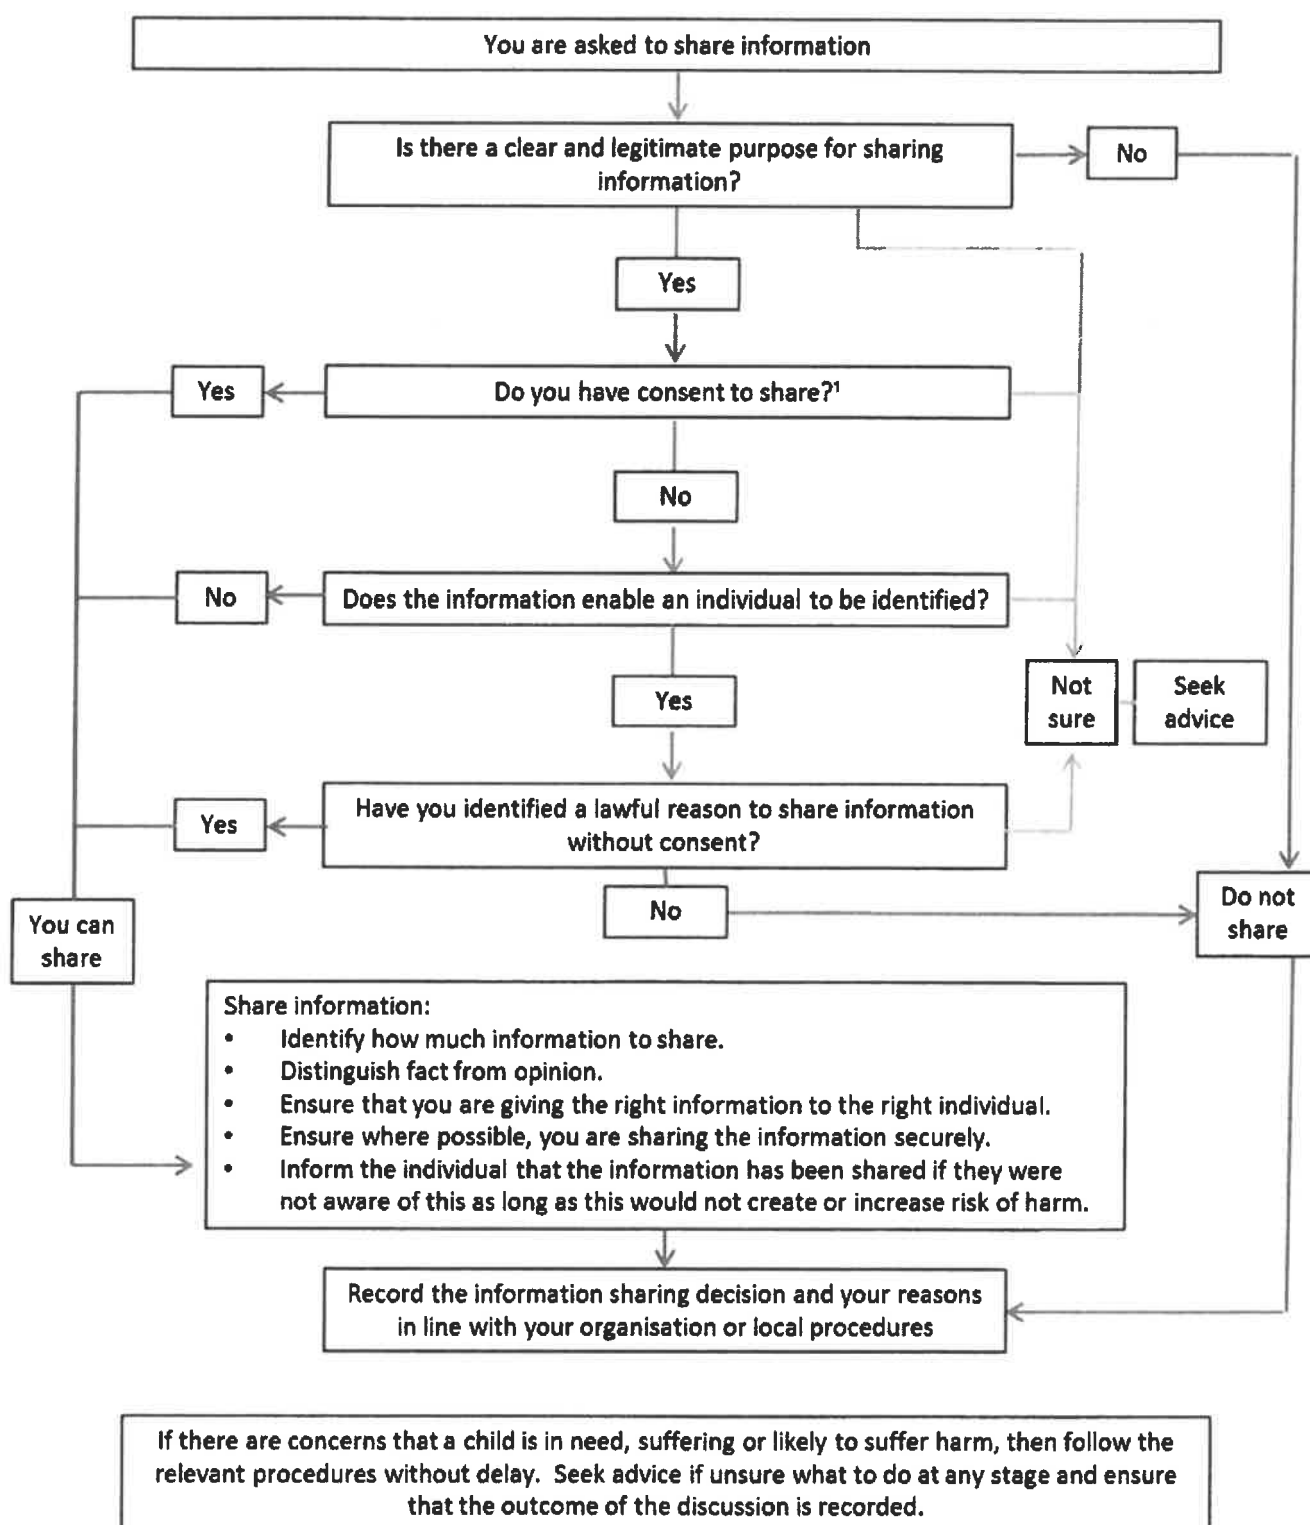 You are asked to share information
Is there a clear and legitimate purpose for sharing
information?
No
Yes
Yes
Do you have consent to share?¹
No
No
Does the information enable an individual to be identified?
Yes
Not
sure
Seek
advice
Yes
Have you identified a lawful reason to share information
without consent?
No
Do not
share
You can
share
Share information:
• Identify how much information to share.
• Distinguish fact from opinion.
• Ensure that you are giving the right information to the right individual.
• Ensure where possible, you are sharing the information securely.
• Inform the individual that the information has been shared if they were
not aware of this as long as this would not create or increase risk of harm.
Record the information sharing decision and your reasons
in line with your organisation or local procedures
If there are concerns that a child is in need, suffering or likely to suffer harm, then follow the
relevant procedures without delay.  Seek advice if unsure what to do at any stage and ensure
that the outcome of the discussion is recorded.